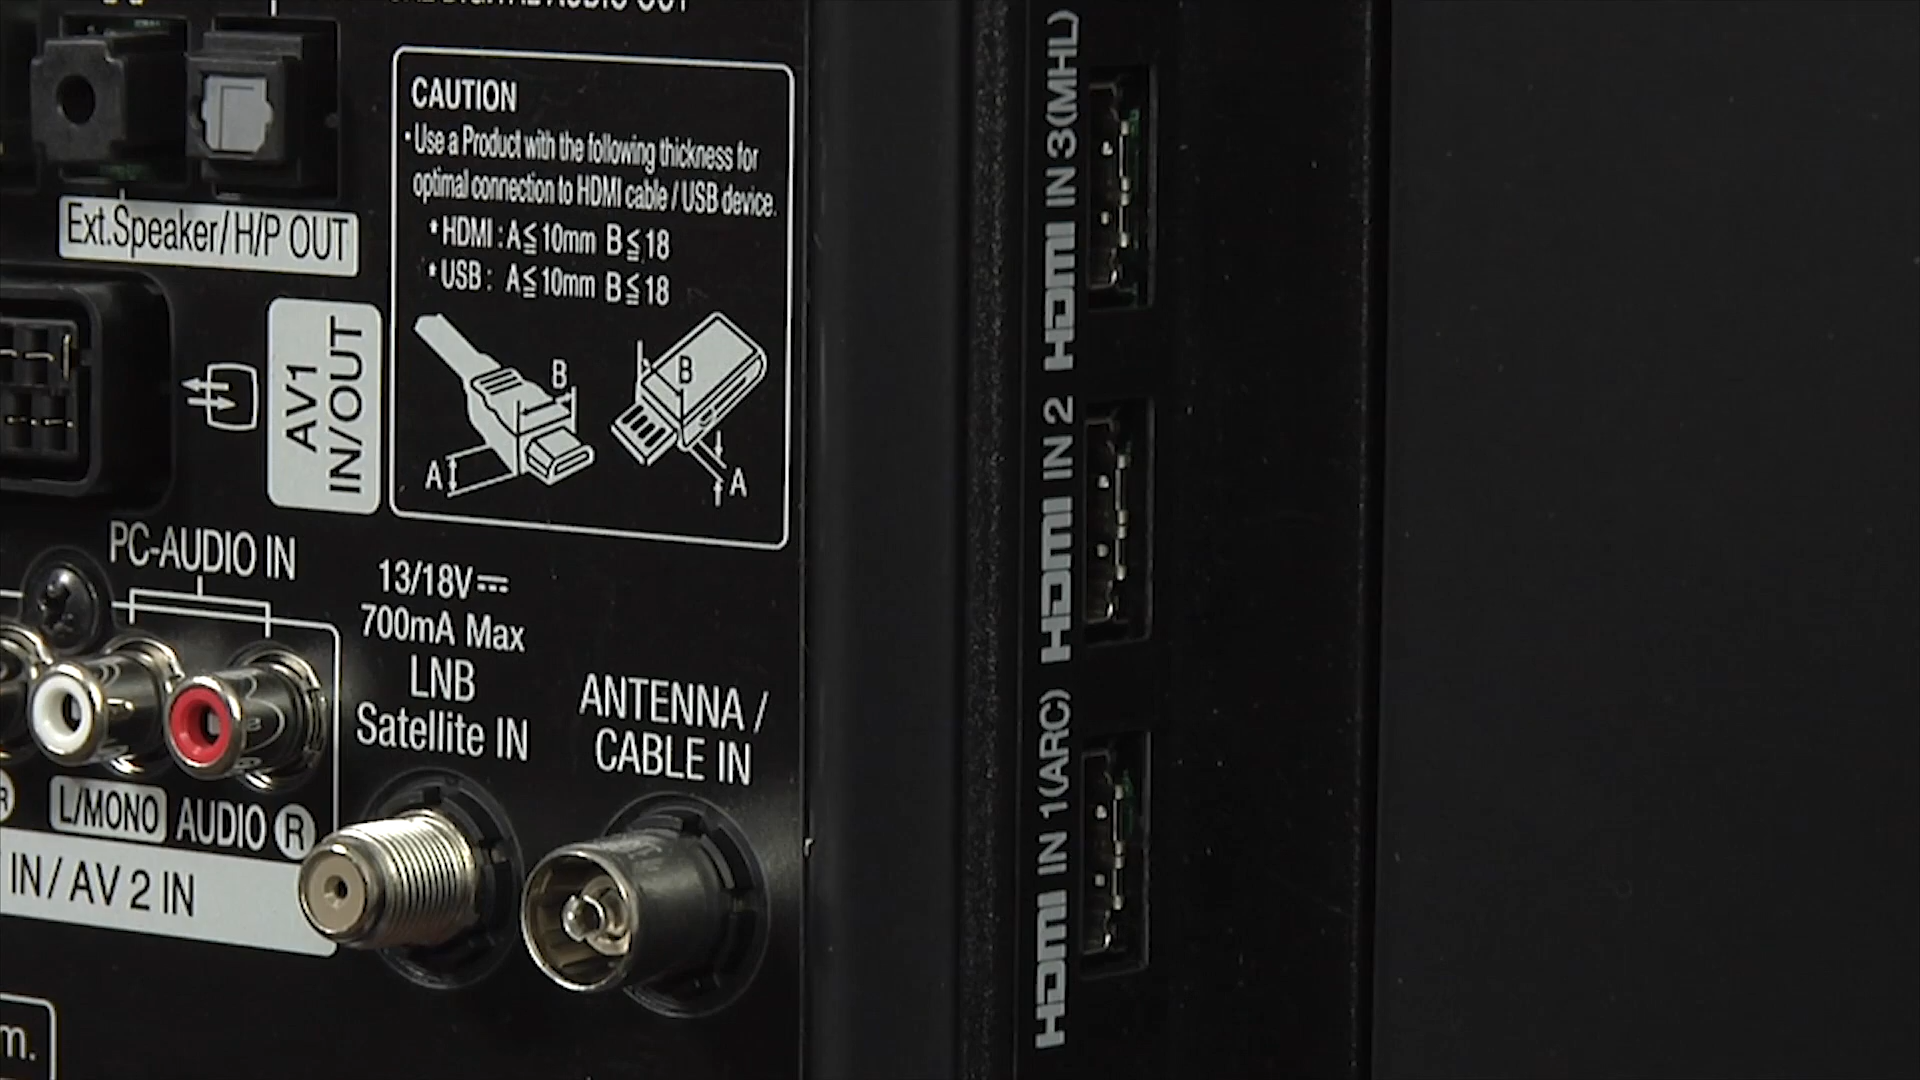 DIGITAL AUDIO OUT
Ext.Speaker/ H/P OUT
AV1
IN/OUT
CAUTION
・Use a Product with the following thickness for
optimal connection to HDMI cable / USB device.
* HDMI : A≦10mm B≦18
* USB : A≦10mm B≦18
B
A
B
A
PC-AUDIO IN
L/MONO AUDIO R
IN / AV 2 IN
13/18V⎓
700mA Max
LNB
Satellite IN
ANTENNA /
CABLE IN
HDMI IN 3(MHL)
HDMI IN 2
HDMI IN 1(ARC)